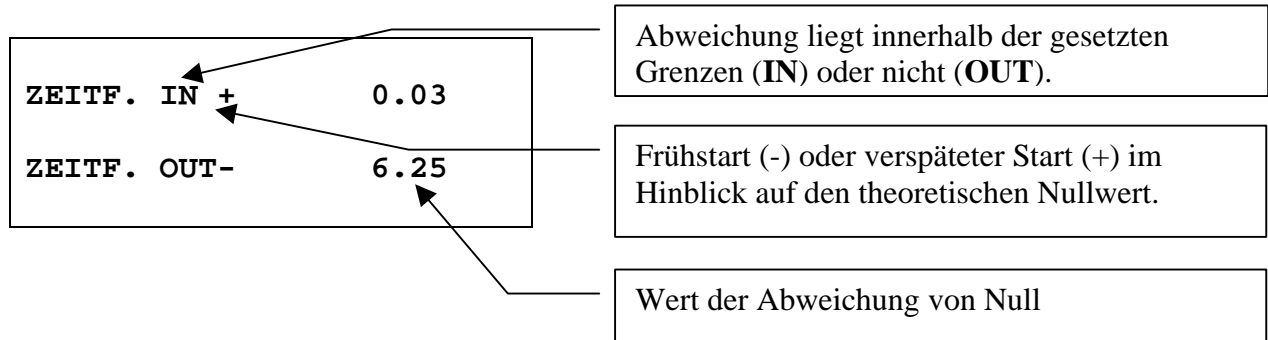 ZEITF. IN + 0.03
ZEITF. OUT- 6.25
Abweichung liegt innerhalb der gesetzten
Grenzen (IN) oder nicht (OUT).
Frühstart (-) oder verspäteter Start (+) im
Hinblick auf den theoretischen Nullwert.
Wert der Abweichung von Null